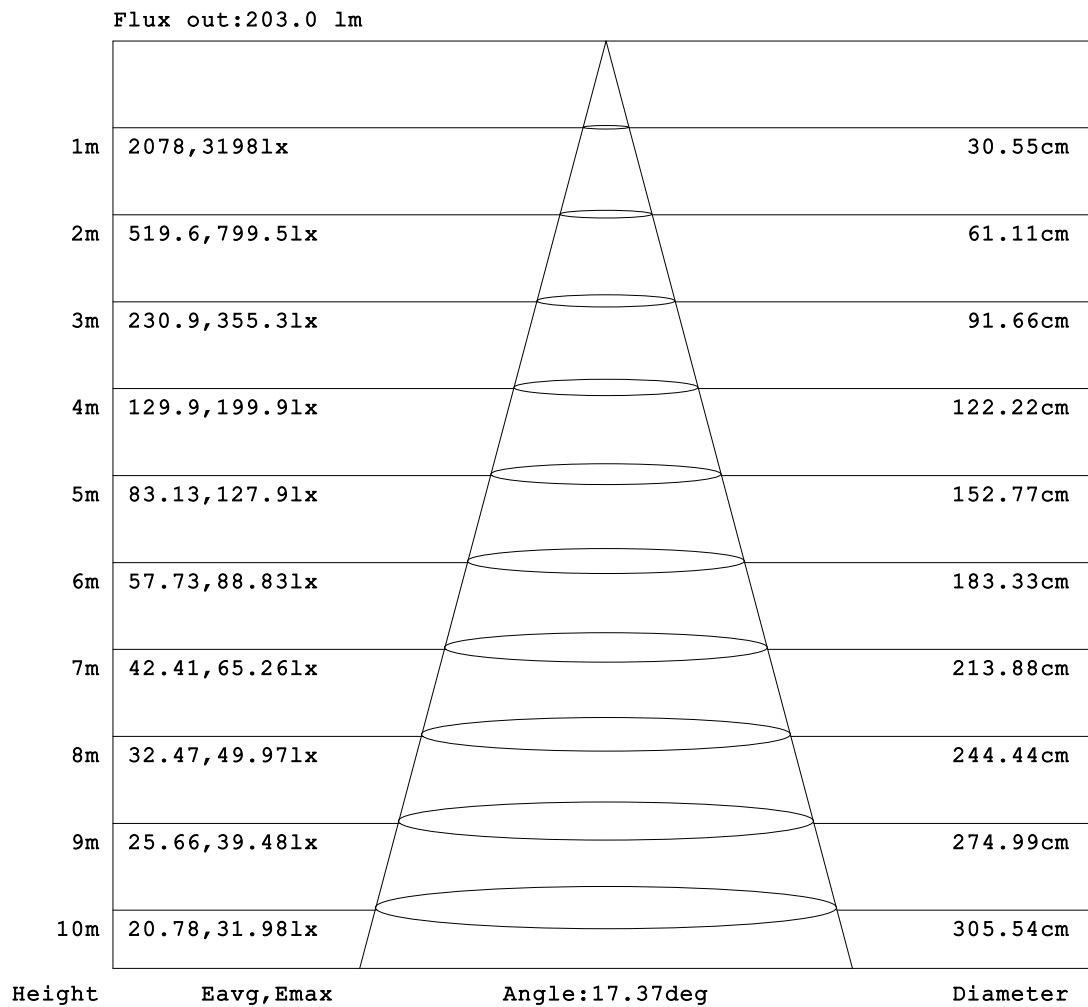 Flux out:203.0 lm
1m 2078,3198lx 30.55cm
2m 519.6,799.5lx 61.11cm
3m 230.9,355.3lx 91.66cm
4m 129.9,199.9lx 122.22cm
5m 83.13,127.9lx 152.77cm
6m 57.73,88.83lx 183.33cm
7m 42.41,65.26lx 213.88cm
8m 32.47,49.97lx 244.44cm
9m 25.66,39.48lx 274.99cm
10m 20.78,31.98lx 305.54cm
Height Eavg,Emax Angle:17.37deg Diameter